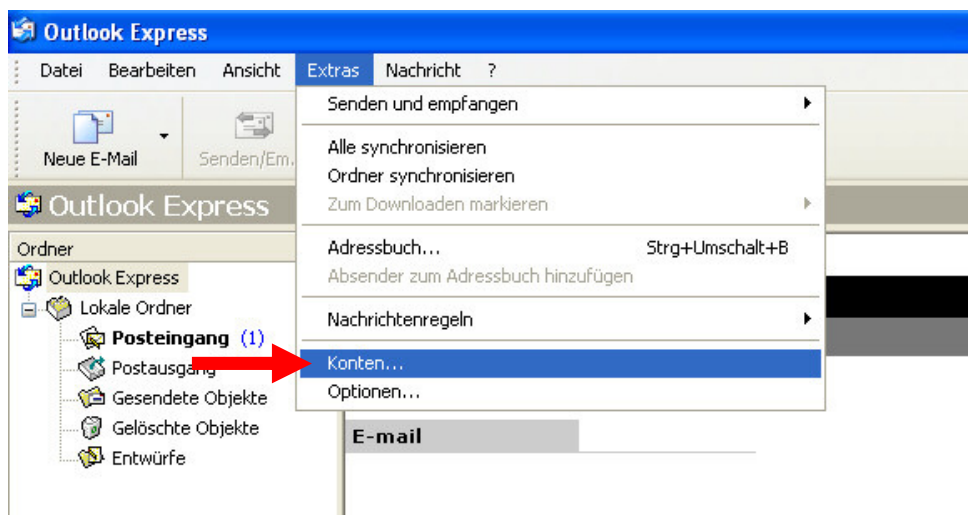 Outlook Express
Datei Bearbeiten Ansicht Extras Nachricht ?
Neue E-Mail Senden/Em.
Outlook Express
Ordner
Outlook Express
Lokale Ordner
Posteingang (1)
Postausgang
Gesendete Objekte
Gelöschte Objekte
Entwürfe
Senden und empfangen
Alle synchronisieren
Ordner synchronisieren
Zum Downloaden markieren
Adressbuch... Strg+Umschalt+B
Absender zum Adressbuch hinzufügen
Nachrichtenregeln
Konten...
Optionen...
E-mail